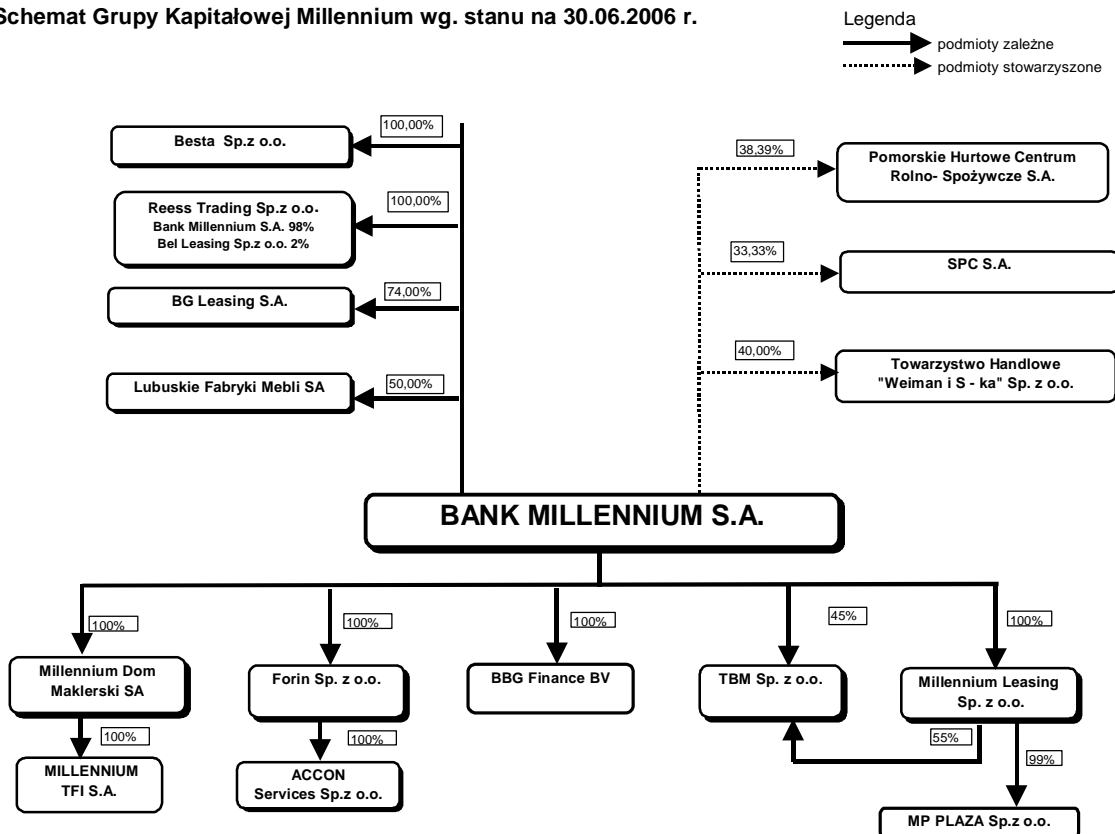 Schemat Grupy Kapitałowej Millennium wg. stanu na 30.06.2006 r.
Legenda
podmioty zależne
podmioty stowarzyszone
100,00%
Besta Sp.z o.o.
100,00%
Reess Trading Sp.z o.o.
Bank Millennium S.A. 98%
Bel Leasing Sp.z o.o. 2%
74,00%
BG Leasing S.A.
50,00%
Lubuskie Fabryki Mebli SA
38,39%
Pomorskie Hurtowe Centrum
Rolno- Spożywcze S.A.
33,33%
SPC S.A.
40,00%
Towarzystwo Handlowe
"Weiman i S - ka" Sp. z o.o.
BANK MILLENNIUM S.A.
100%
100%
100%
45%
100%
Millennium Dom
Maklerski SA
Forin Sp. z o.o.
BBG Finance BV
TBM Sp. z o.o.
Millennium Leasing
Sp. z o.o.
100%
100%
55%
99%
MILLENNIUM
TFI S.A.
ACCON
Services Sp.z o.o.
MP PLAZA Sp.z o.o.